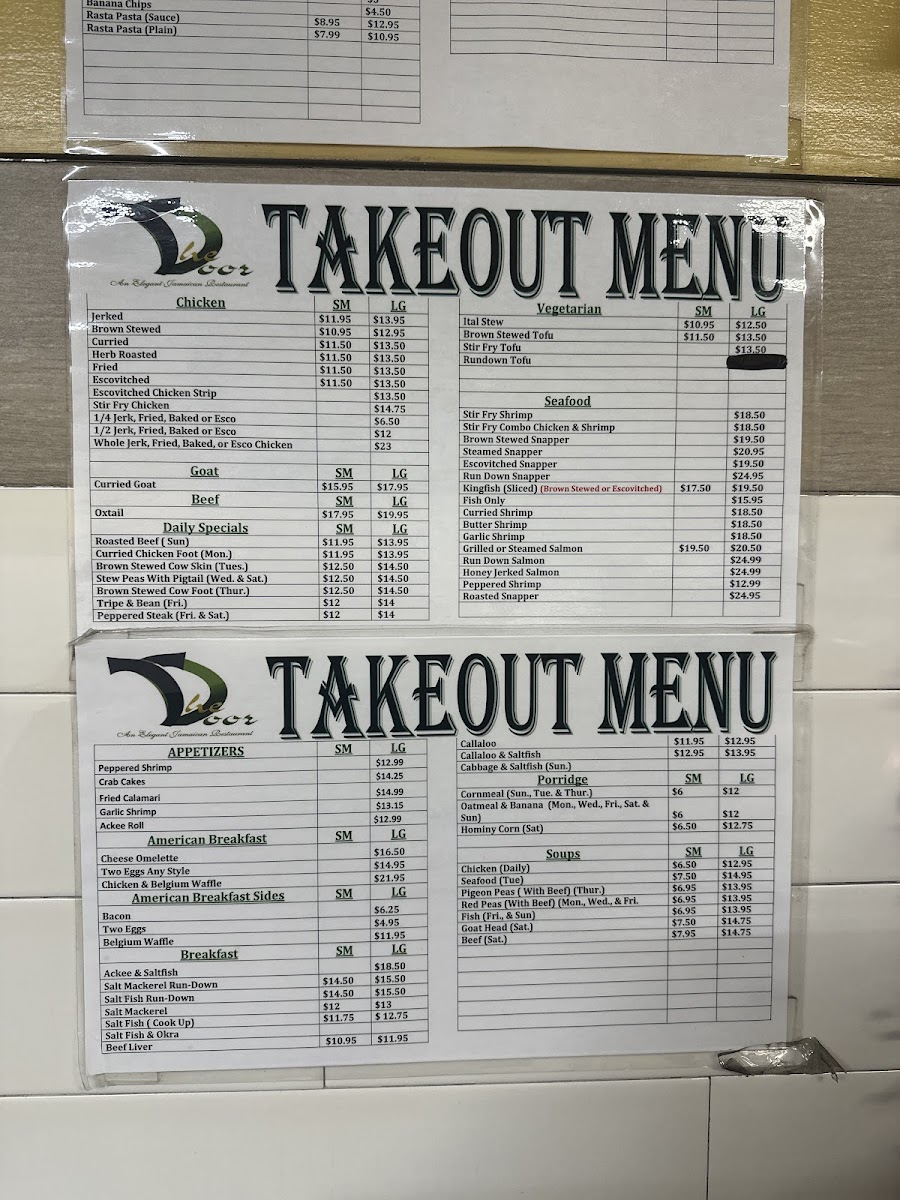 Banana Chips $4.50
Rasta Pasta (Sauce) $8.95 $12.95
Rasta Pasta (Plain) $7.99 $10.95
The Door
An Elegant Jamaican Restaurant
TAKEOUT MENU
Chicken SM LG
Jerked $11.95 $13.95
Brown Stewed $10.95 $12.95
Curried $11.50 $13.50
Herb Roasted $11.50 $13.50
Fried $11.50 $13.50
Escovitched $11.50 $13.50
Escovitched Chicken Strip $13.50
Stir Fry Chicken $14.75
1/4 Jerk, Fried, Baked or Esco $6.50
1/2 Jerk, Fried, Baked or Esco $12
Whole Jerk, Fried, Baked, or Esco Chicken $23
Goat SM LG
Curried Goat $15.95 $17.95
Beef SM LG
Oxtail $17.95 $19.95
Daily Specials SM LG
Roasted Beef ( Sun) $11.95 $13.95
Curried Chicken Foot (Mon.) $11.95 $13.95
Brown Stewed Cow Skin (Tues.) $12.50 $14.50
Stew Peas With Pigtail (Wed. & Sat.) $12.50 $14.50
Brown Stewed Cow Foot (Thur.) $12.50 $14.50
Tripe & Bean (Fri.) $12 $14
Peppered Steak (Fri. & Sat.) $12 $14
Vegetarian SM LG
Ital Stew $10.95 $12.50
Brown Stewed Tofu $11.50 $13.50
Stir Fry Tofu $13.50
Rundown Tofu
Seafood
Stir Fry Shrimp $18.50
Stir Fry Combo Chicken & Shrimp $18.50
Brown Stewed Snapper $19.50
Steamed Snapper $20.95
Escovitched Snapper $19.50
Run Down Snapper $24.95
Kingfish (Sliced) (Brown Stewed or Escovitched) $17.50 $19.50
Fish Only $15.95
Curried Shrimp $18.50
Butter Shrimp $18.50
Garlic Shrimp $18.50
Grilled or Steamed Salmon $19.50 $20.50
Run Down Salmon $24.99
Honey Jerked Salmon $24.99
Peppered Shrimp $12.99
Roasted Snapper $24.95
The Door
An Elegant Jamaican Restaurant
TAKEOUT MENU
APPETIZERS SM LG
Peppered Shrimp $12.99
Crab Cakes $14.25
Fried Calamari $14.99
Garlic Shrimp $13.15
Ackee Roll $12.99
American Breakfast SM LG
Cheese Omelette $16.50
Two Eggs Any Style $14.95
Chicken & Belgium Waffle $21.95
American Breakfast Sides SM LG
Bacon $6.25
Two Eggs $4.95
Belgium Waffle $11.95
Breakfast SM LG
Ackee & Saltfish $18.50
Salt Mackerel Run-Down $14.50 $15.50
Salt Fish Run-Down $14.50 $15.50
Salt Mackerel $12 $13
Salt Fish ( Cook Up) $11.75 $ 12.75
Salt Fish & Okra
Beef Liver $10.95 $11.95
Callaloo $11.95 $12.95
Callaloo & Saltfish $12.95 $13.95
Cabbage & Saltfish (Sun.)
Porridge SM LG
Cornmeal (Sun., Tue. & Thur.) $6 $12
Oatmeal & Banana (Mon., Wed., Fri., Sat. &
Sun) $6 $12
Hominy Corn (Sat) $6.50 $12.75
Soups SM LG
Chicken (Daily) $6.50 $12.95
Seafood (Tue) $7.50 $14.95
Pigeon Peas ( With Beef) (Thur.) $6.95 $13.95
Red Peas (With Beef) (Mon., Wed., & Fri. $6.95 $13.95
Fish (Fri., & Sun) $6.95 $13.95
Goat Head (Sat.) $7.50 $14.75
Beef (Sat.) $7.95 $14.75